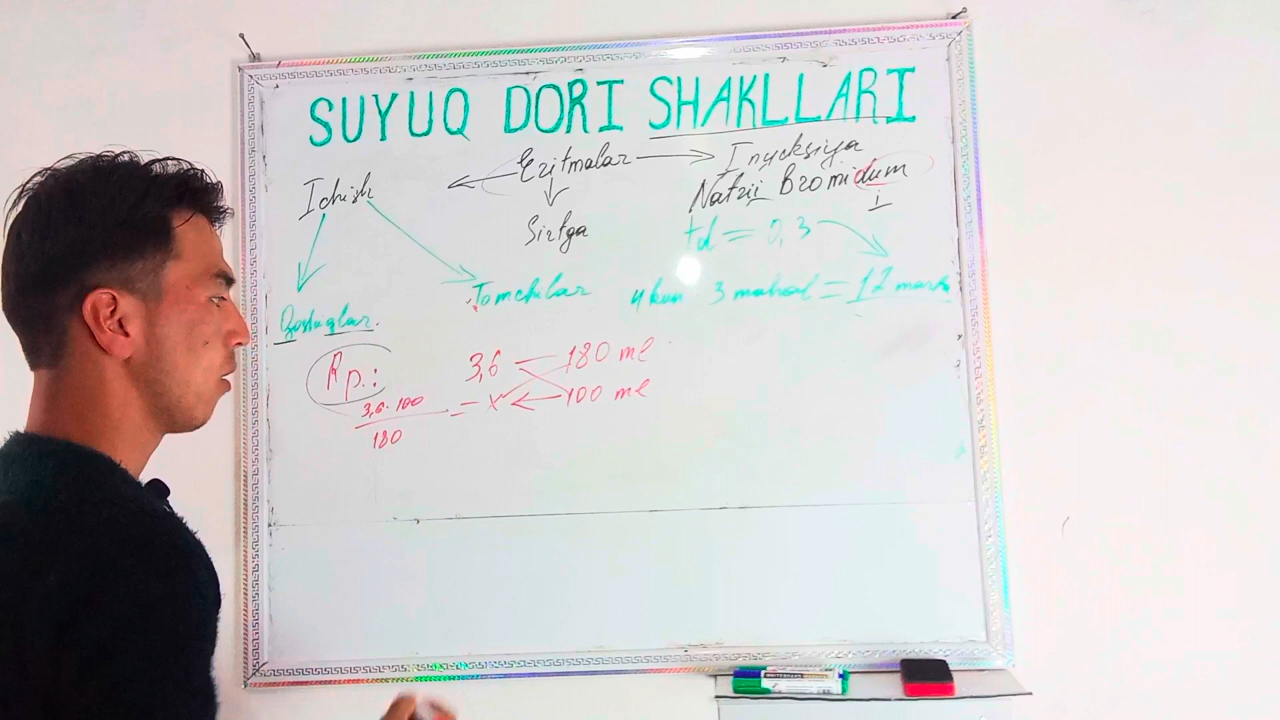 SUYUQ DORI SHAKLLARI
Eritmalar
Inyeksiya
Ichish
Natrii Bromidum
I
Sirtga
td = 0,3
Tomchilar
4 kun 3 mahal = 12 marta
Qoshuqlar.
Rp.:
3,6 180 ml
3,6 · 100 = x 100 ml
180